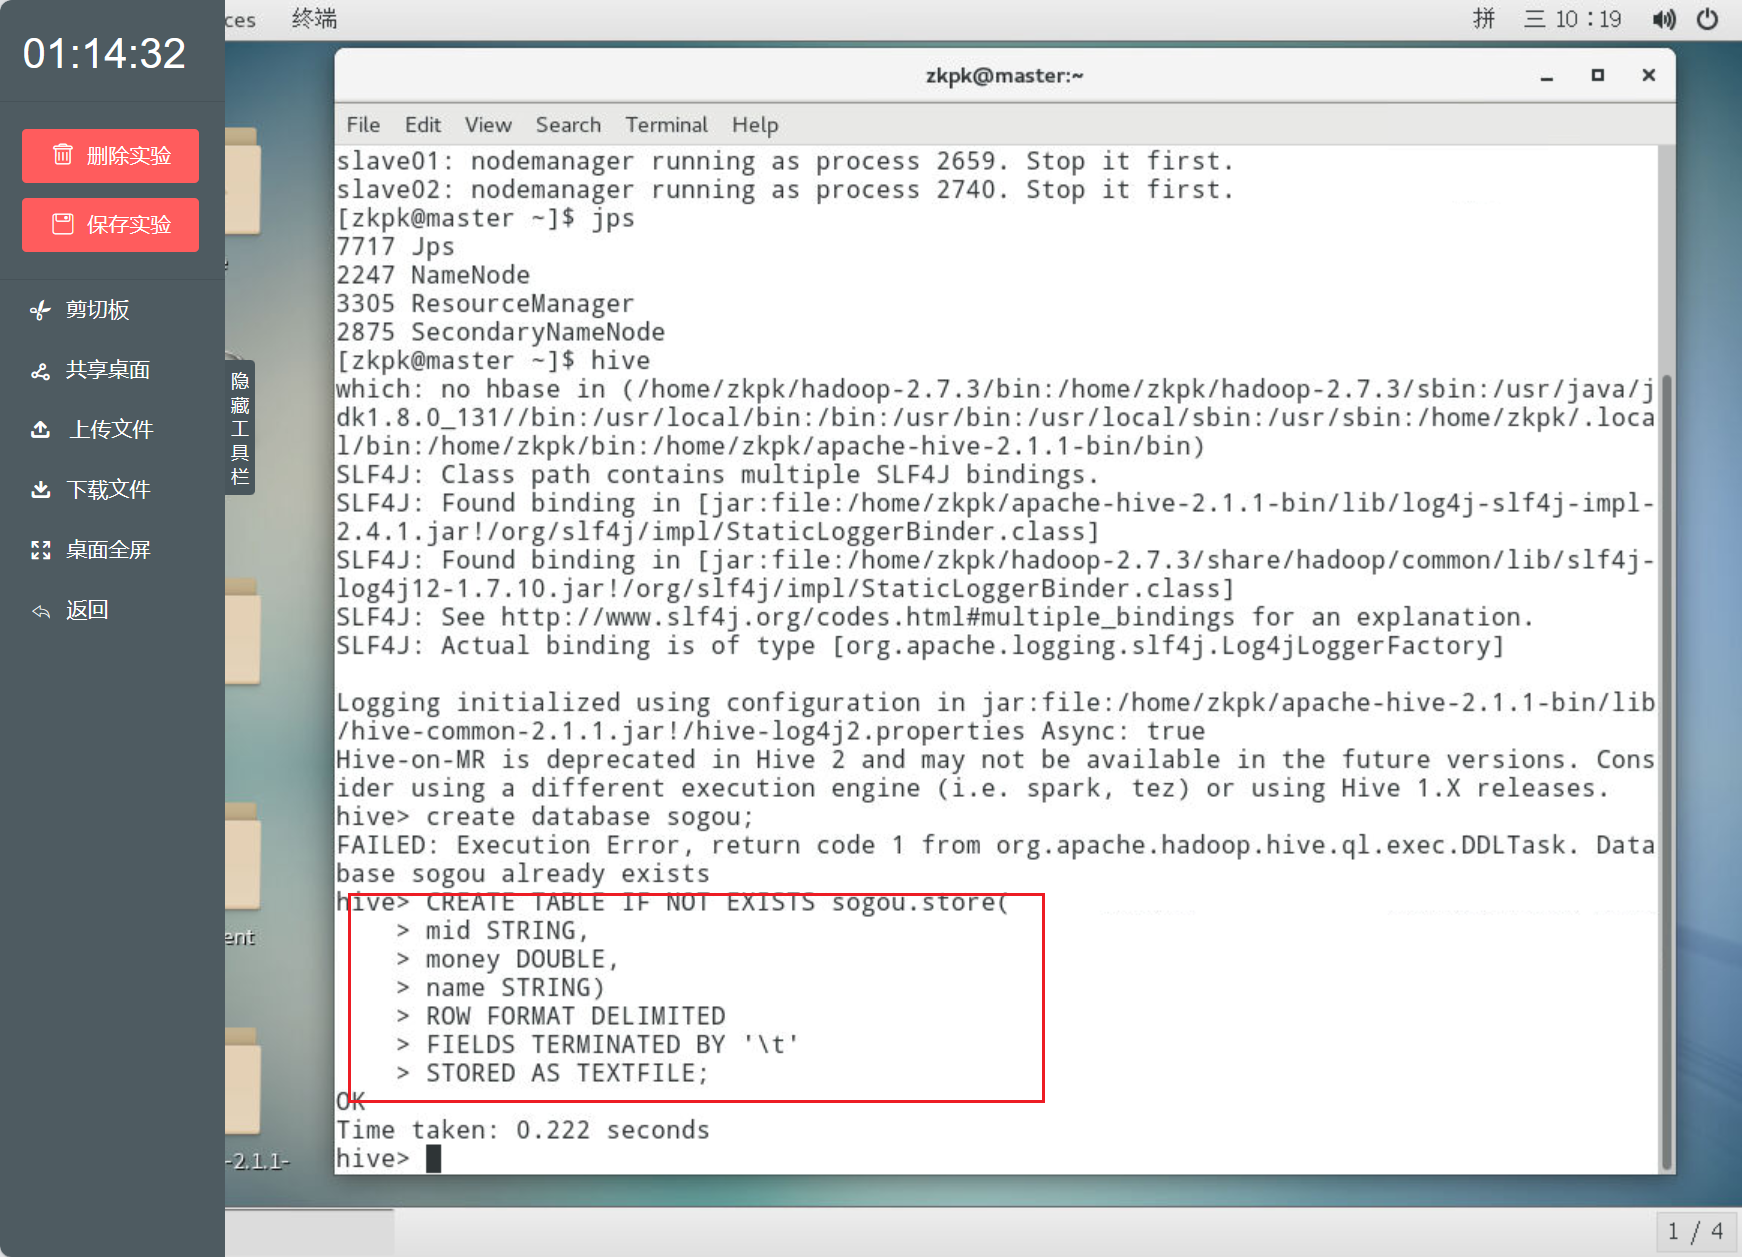 01:14:32
删除实验
保存实验
剪切板
共享桌面
上传文件
下载文件
桌面全屏
返回
隐藏工具栏
ces 终端
拼 三 10：19
ent
-2.1.1-
zkpk@master:~
File Edit View Search Terminal Help
slave01: nodemanager running as process 2659. Stop it first.
slave02: nodemanager running as process 2740. Stop it first.
[zkpk@master ~]$ jps
7717 Jps
2247 NameNode
3305 ResourceManager
2875 SecondaryNameNode
[zkpk@master ~]$ hive
which: no hbase in (/home/zkpk/hadoop-2.7.3/bin:/home/zkpk/hadoop-2.7.3/sbin:/usr/java/j
dk1.8.0_131//bin:/usr/local/bin:/bin:/usr/bin:/usr/local/sbin:/usr/sbin:/home/zkpk/.loca
l/bin:/home/zkpk/bin:/home/zkpk/apache-hive-2.1.1-bin/bin)
SLF4J: Class path contains multiple SLF4J bindings.
SLF4J: Found binding in [jar:file:/home/zkpk/apache-hive-2.1.1-bin/lib/log4j-slf4j-impl-
2.4.1.jar!/org/slf4j/impl/StaticLoggerBinder.class]
SLF4J: Found binding in [jar:file:/home/zkpk/hadoop-2.7.3/share/hadoop/common/lib/slf4j-
log4j12-1.7.10.jar!/org/slf4j/impl/StaticLoggerBinder.class]
SLF4J: See http://www.slf4j.org/codes.html#multiple_bindings for an explanation.
SLF4J: Actual binding is of type [org.apache.logging.slf4j.Log4jLoggerFactory]
Logging initialized using configuration in jar:file:/home/zkpk/apache-hive-2.1.1-bin/lib
/hive-common-2.1.1.jar!/hive-log4j2.properties Async: true
Hive-on-MR is deprecated in Hive 2 and may not be available in the future versions. Cons
ider using a different execution engine (i.e. spark, tez) or using Hive 1.X releases.
hive> create database sogou;
FAILED: Execution Error, return code 1 from org.apache.hadoop.hive.ql.exec.DDLTask. Data
base sogou already exists
hive> CREATE TABLE IF NOT EXISTS sogou.store(
> mid STRING,
> money DOUBLE,
> name STRING)
> ROW FORMAT DELIMITED
> FIELDS TERMINATED BY '\t'
> STORED AS TEXTFILE;
OK
Time taken: 0.222 seconds
hive>
1 / 4